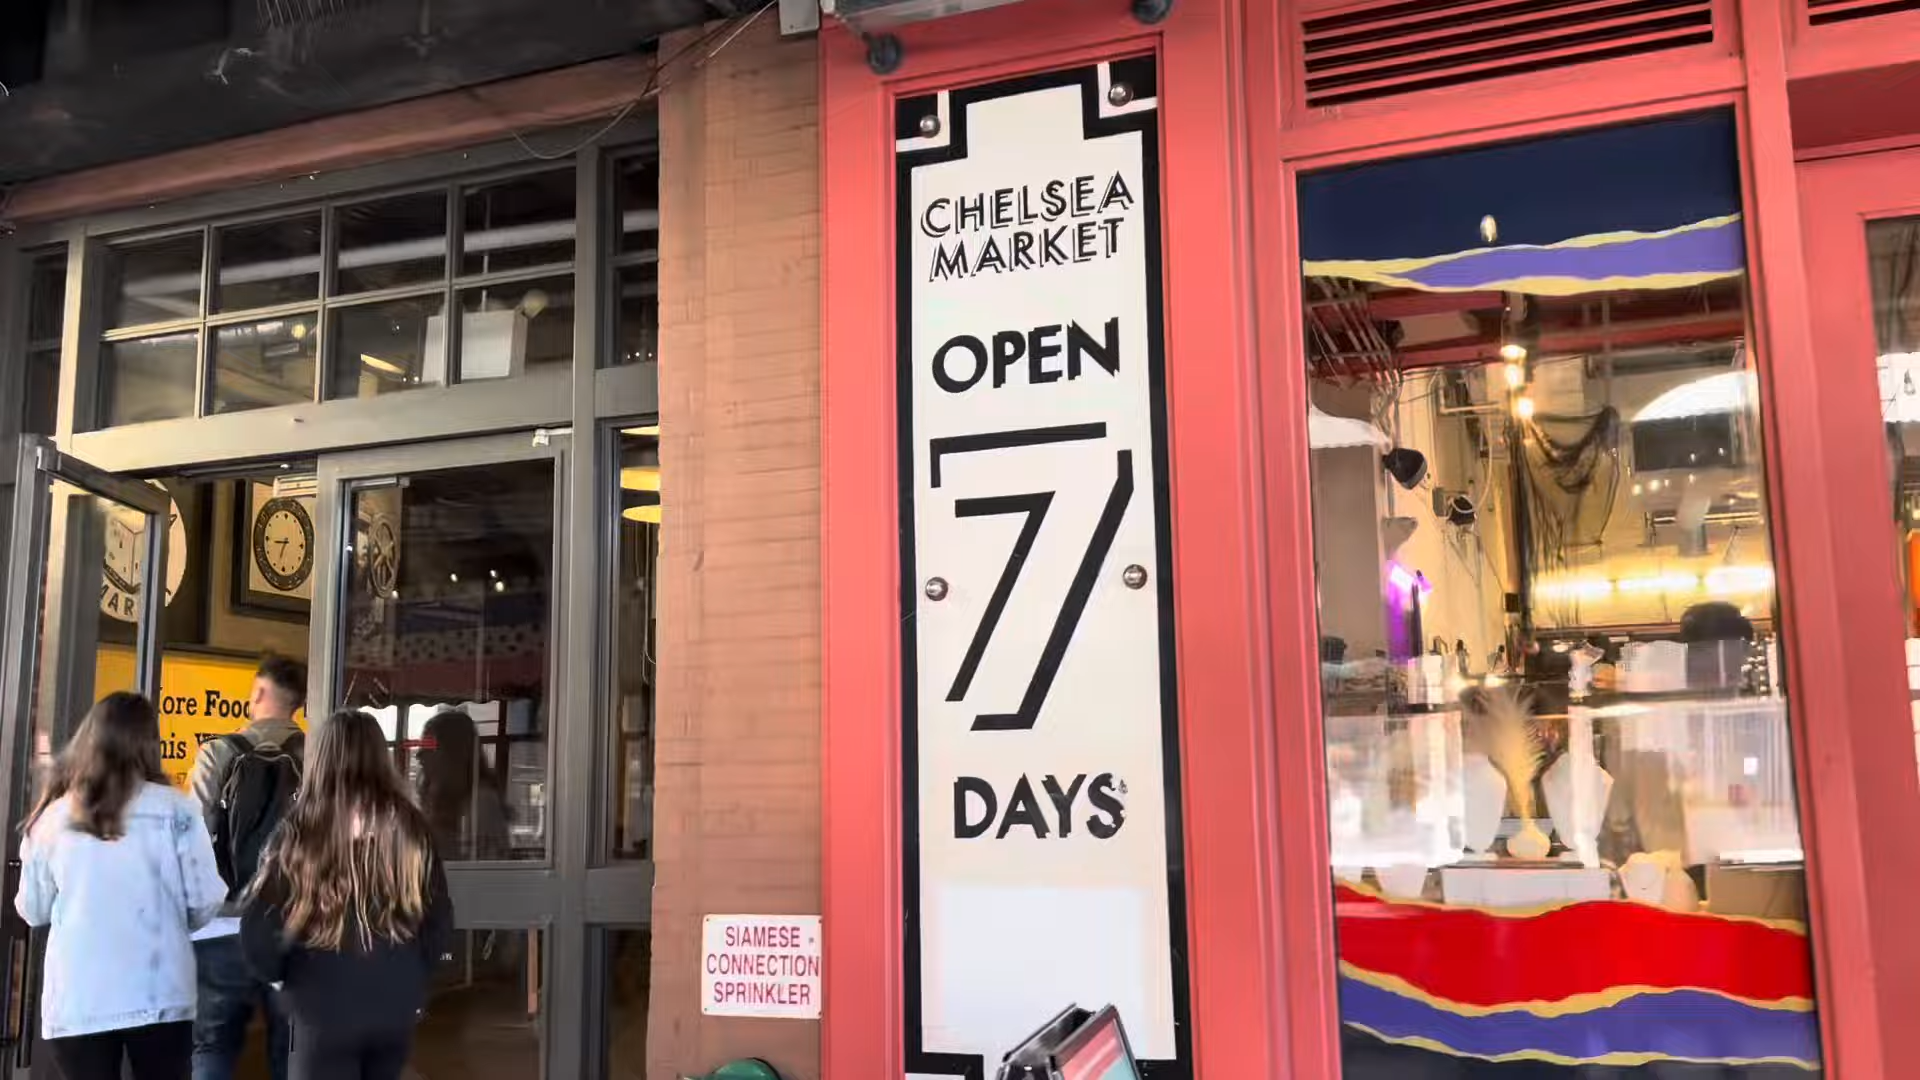 CHELSEA
MARKET
OPEN
7
DAYS
SIAMESE
CONNECTION
SPRINKLER